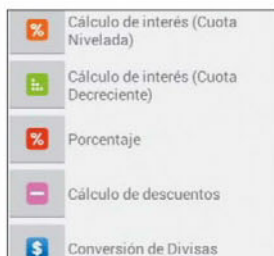 Cálculo de interés (Cuota
Nivelada)
Cálculo de interés (Cuota
Decreciente)
Porcentaje
Cálculo de descuentos
Conversión de Divisas